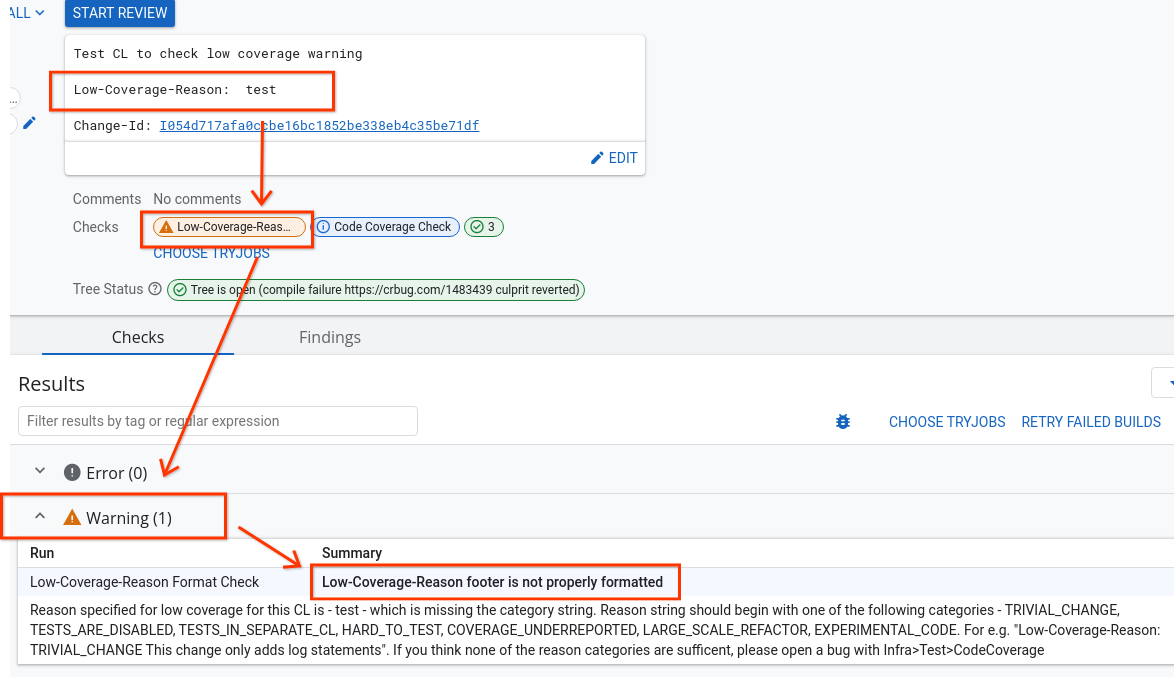 ALL
START REVIEW
Test CL to check low coverage warning
Low-Coverage-Reason:  test
...
Change-Id: I054d717afa0ccbe16bc1852be338eb4c35be71df
EDIT
Comments No comments
Checks Low-Coverage-Reas... Code Coverage Check 3
CHOOSE TRYJOBS
Tree Status Tree is open (compile failure https://crbug.com/1483439 culprit reverted)
Checks Findings
Results
Filter results by tag or regular expression
CHOOSE TRYJOBS RETRY FAILED BUILDS
Error (0)
Warning (1)
Run Summary
Low-Coverage-Reason Format Check Low-Coverage-Reason footer is not properly formatted
Reason specified for low coverage for this CL is - test - which is missing the category string. Reason string should begin with one of the following categories - TRIVIAL_CHANGE,
TESTS_ARE_DISABLED, TESTS_IN_SEPARATE_CL, HARD_TO_TEST, COVERAGE_UNDERREPORTED, LARGE_SCALE_REFACTOR, EXPERIMENTAL_CODE. For e.g. "Low-Coverage-Reason:
TRIVIAL_CHANGE This change only adds log statements". If you think none of the reason categories are sufficent, please open a bug with Infra>Test>CodeCoverage